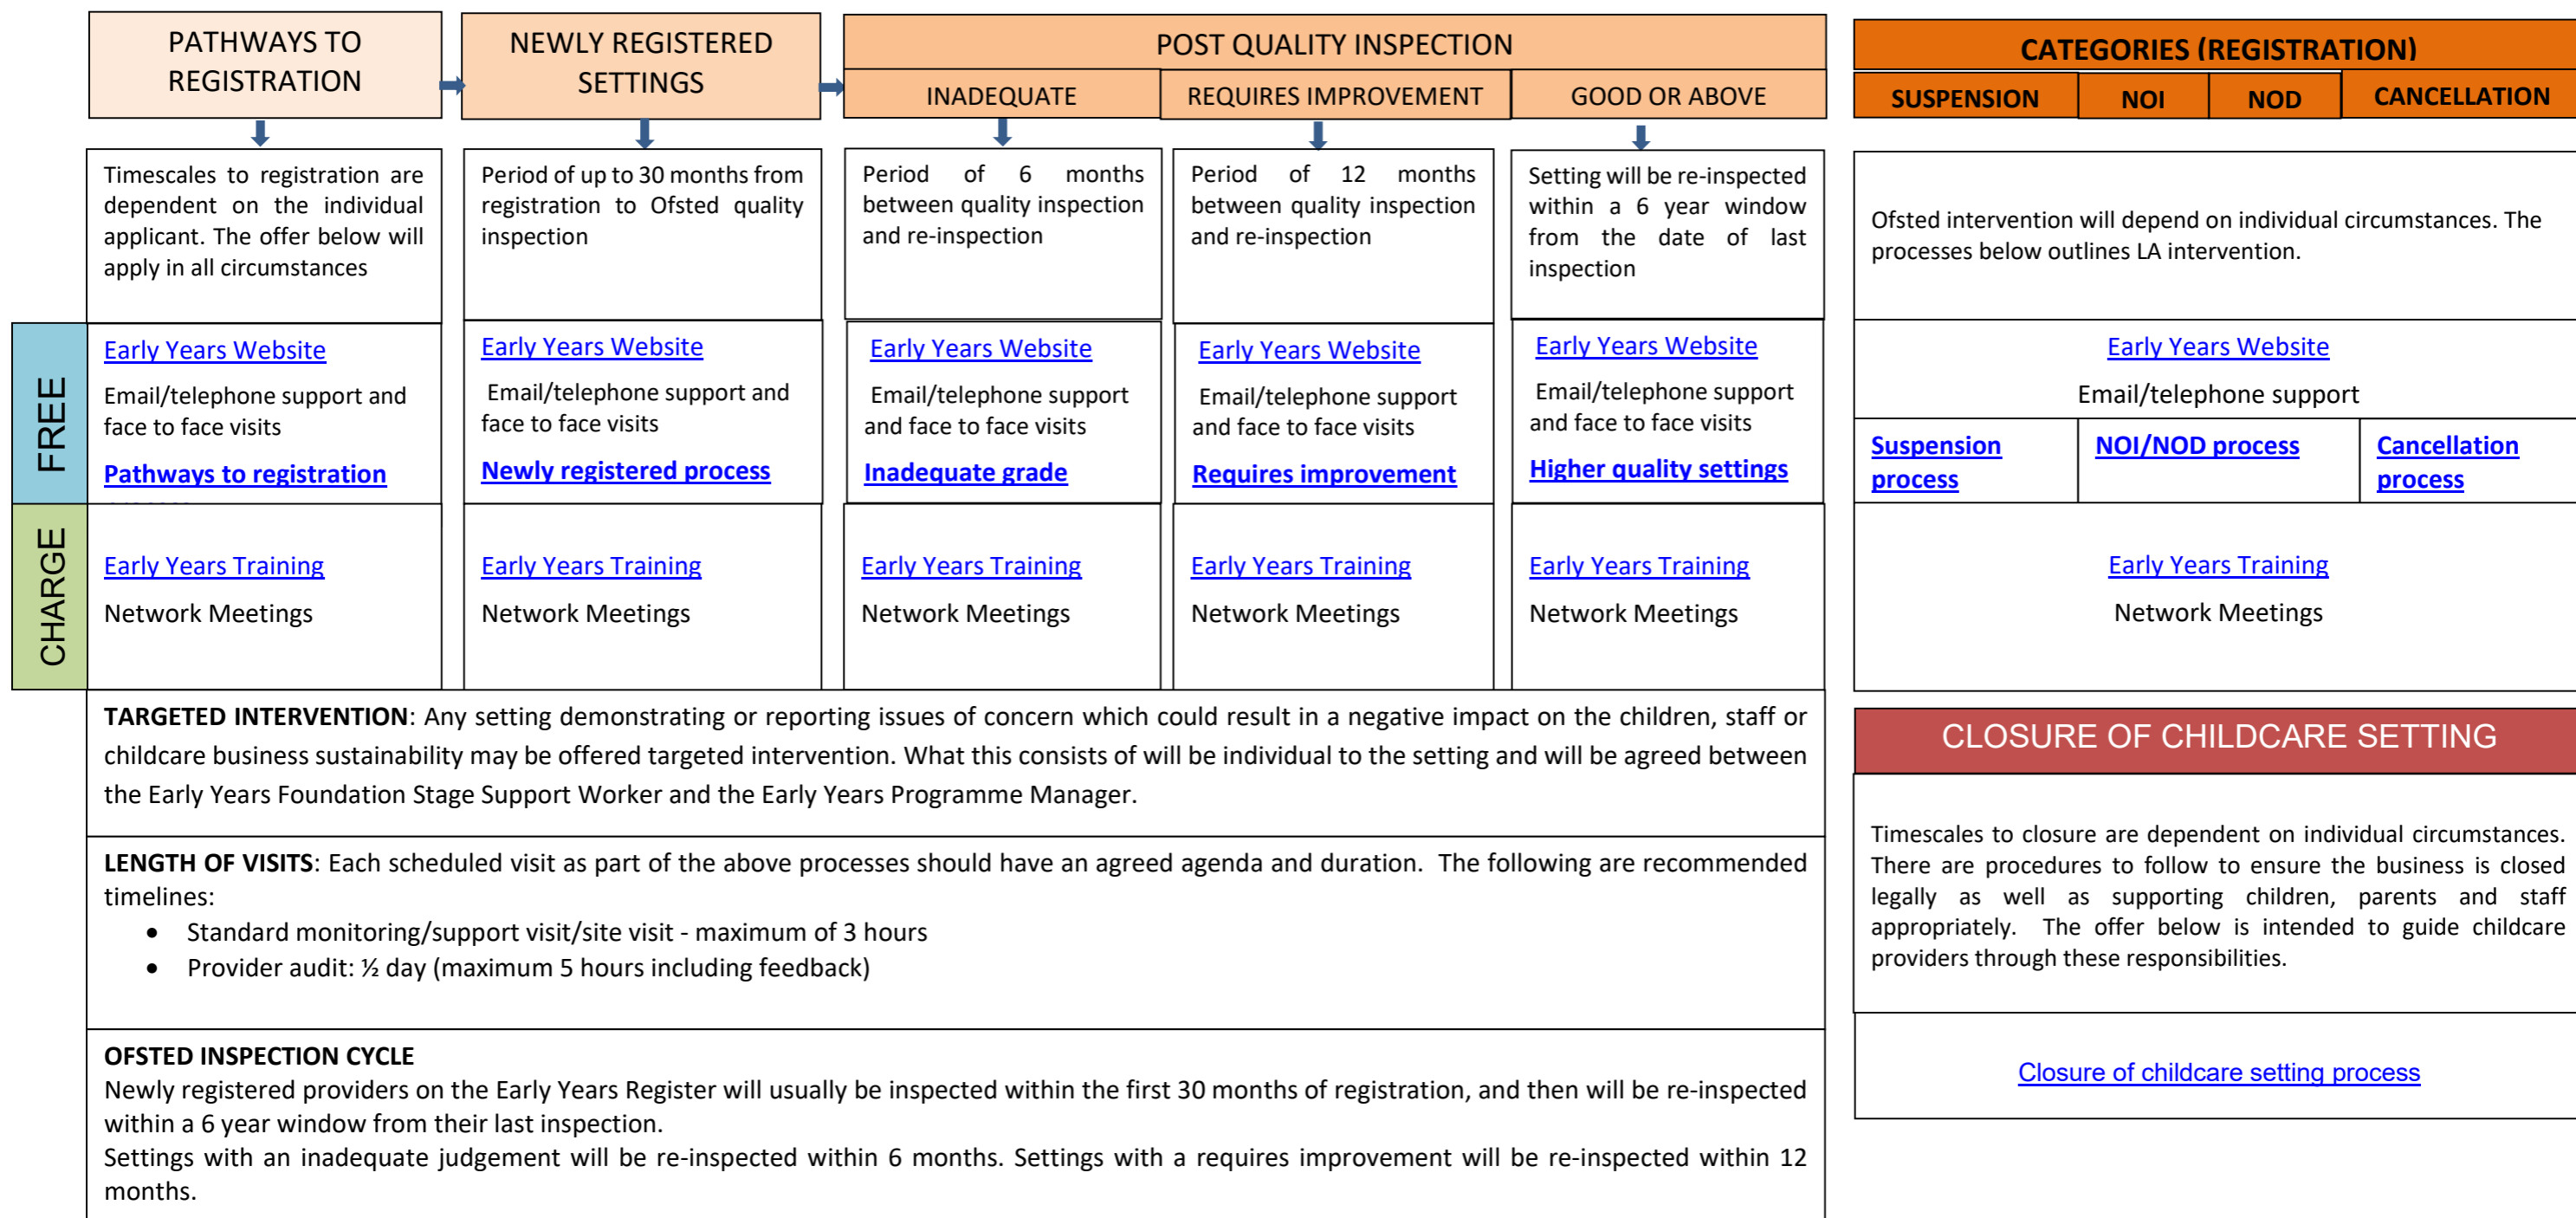 PATHWAYS TO
REGISTRATION
NEWLY REGISTERED
SETTINGS
POST QUALITY INSPECTION
INADEQUATE
REQUIRES IMPROVEMENT
GOOD OR ABOVE
CATEGORIES (REGISTRATION)
SUSPENSION
NOI
NOD
CANCELLATION
Timescales to registration are
dependent on the individual
applicant. The offer below will
apply in all circumstances
Period of up to 30 months from
registration to Ofsted quality
inspection
Period of 6 months
between quality inspection
and re-inspection
Period of 12 months
between quality inspection
and re-inspection
Setting will be re-inspected
within a 6 year window
from the date of last
inspection
Ofsted intervention will depend on individual circumstances. The
processes below outlines LA intervention.
FREE
Early Years Website
Email/telephone support and
face to face visits
Pathways to registration
Early Years Website
Email/telephone support and
face to face visits
Newly registered process
Early Years Website
Email/telephone support
and face to face visits
Inadequate grade
Early Years Website
Email/telephone support
and face to face visits
Requires improvement
Early Years Website
Email/telephone support
and face to face visits
Higher quality settings
Early Years Website
Email/telephone support
Suspension
process
NOI/NOD process
Cancellation
process
CHARGE
Early Years Training
Network Meetings
Early Years Training
Network Meetings
Early Years Training
Network Meetings
Early Years Training
Network Meetings
Early Years Training
Network Meetings
Early Years Training
Network Meetings
TARGETED INTERVENTION: Any setting demonstrating or reporting issues of concern which could result in a negative impact on the children, staff or
childcare business sustainability may be offered targeted intervention. What this consists of will be individual to the setting and will be agreed between
the Early Years Foundation Stage Support Worker and the Early Years Programme Manager.
LENGTH OF VISITS: Each scheduled visit as part of the above processes should have an agreed agenda and duration. The following are recommended
timelines:
• Standard monitoring/support visit/site visit - maximum of 3 hours
• Provider audit: ½ day (maximum 5 hours including feedback)
OFSTED INSPECTION CYCLE
Newly registered providers on the Early Years Register will usually be inspected within the first 30 months of registration, and then will be re-inspected
within a 6 year window from their last inspection.
Settings with an inadequate judgement will be re-inspected within 6 months. Settings with a requires improvement will be re-inspected within 12
months.
CLOSURE OF CHILDCARE SETTING
Timescales to closure are dependent on individual circumstances.
There are procedures to follow to ensure the business is closed
legally as well as supporting children, parents and staff
appropriately. The offer below is intended to guide childcare
providers through these responsibilities.
Closure of childcare setting process